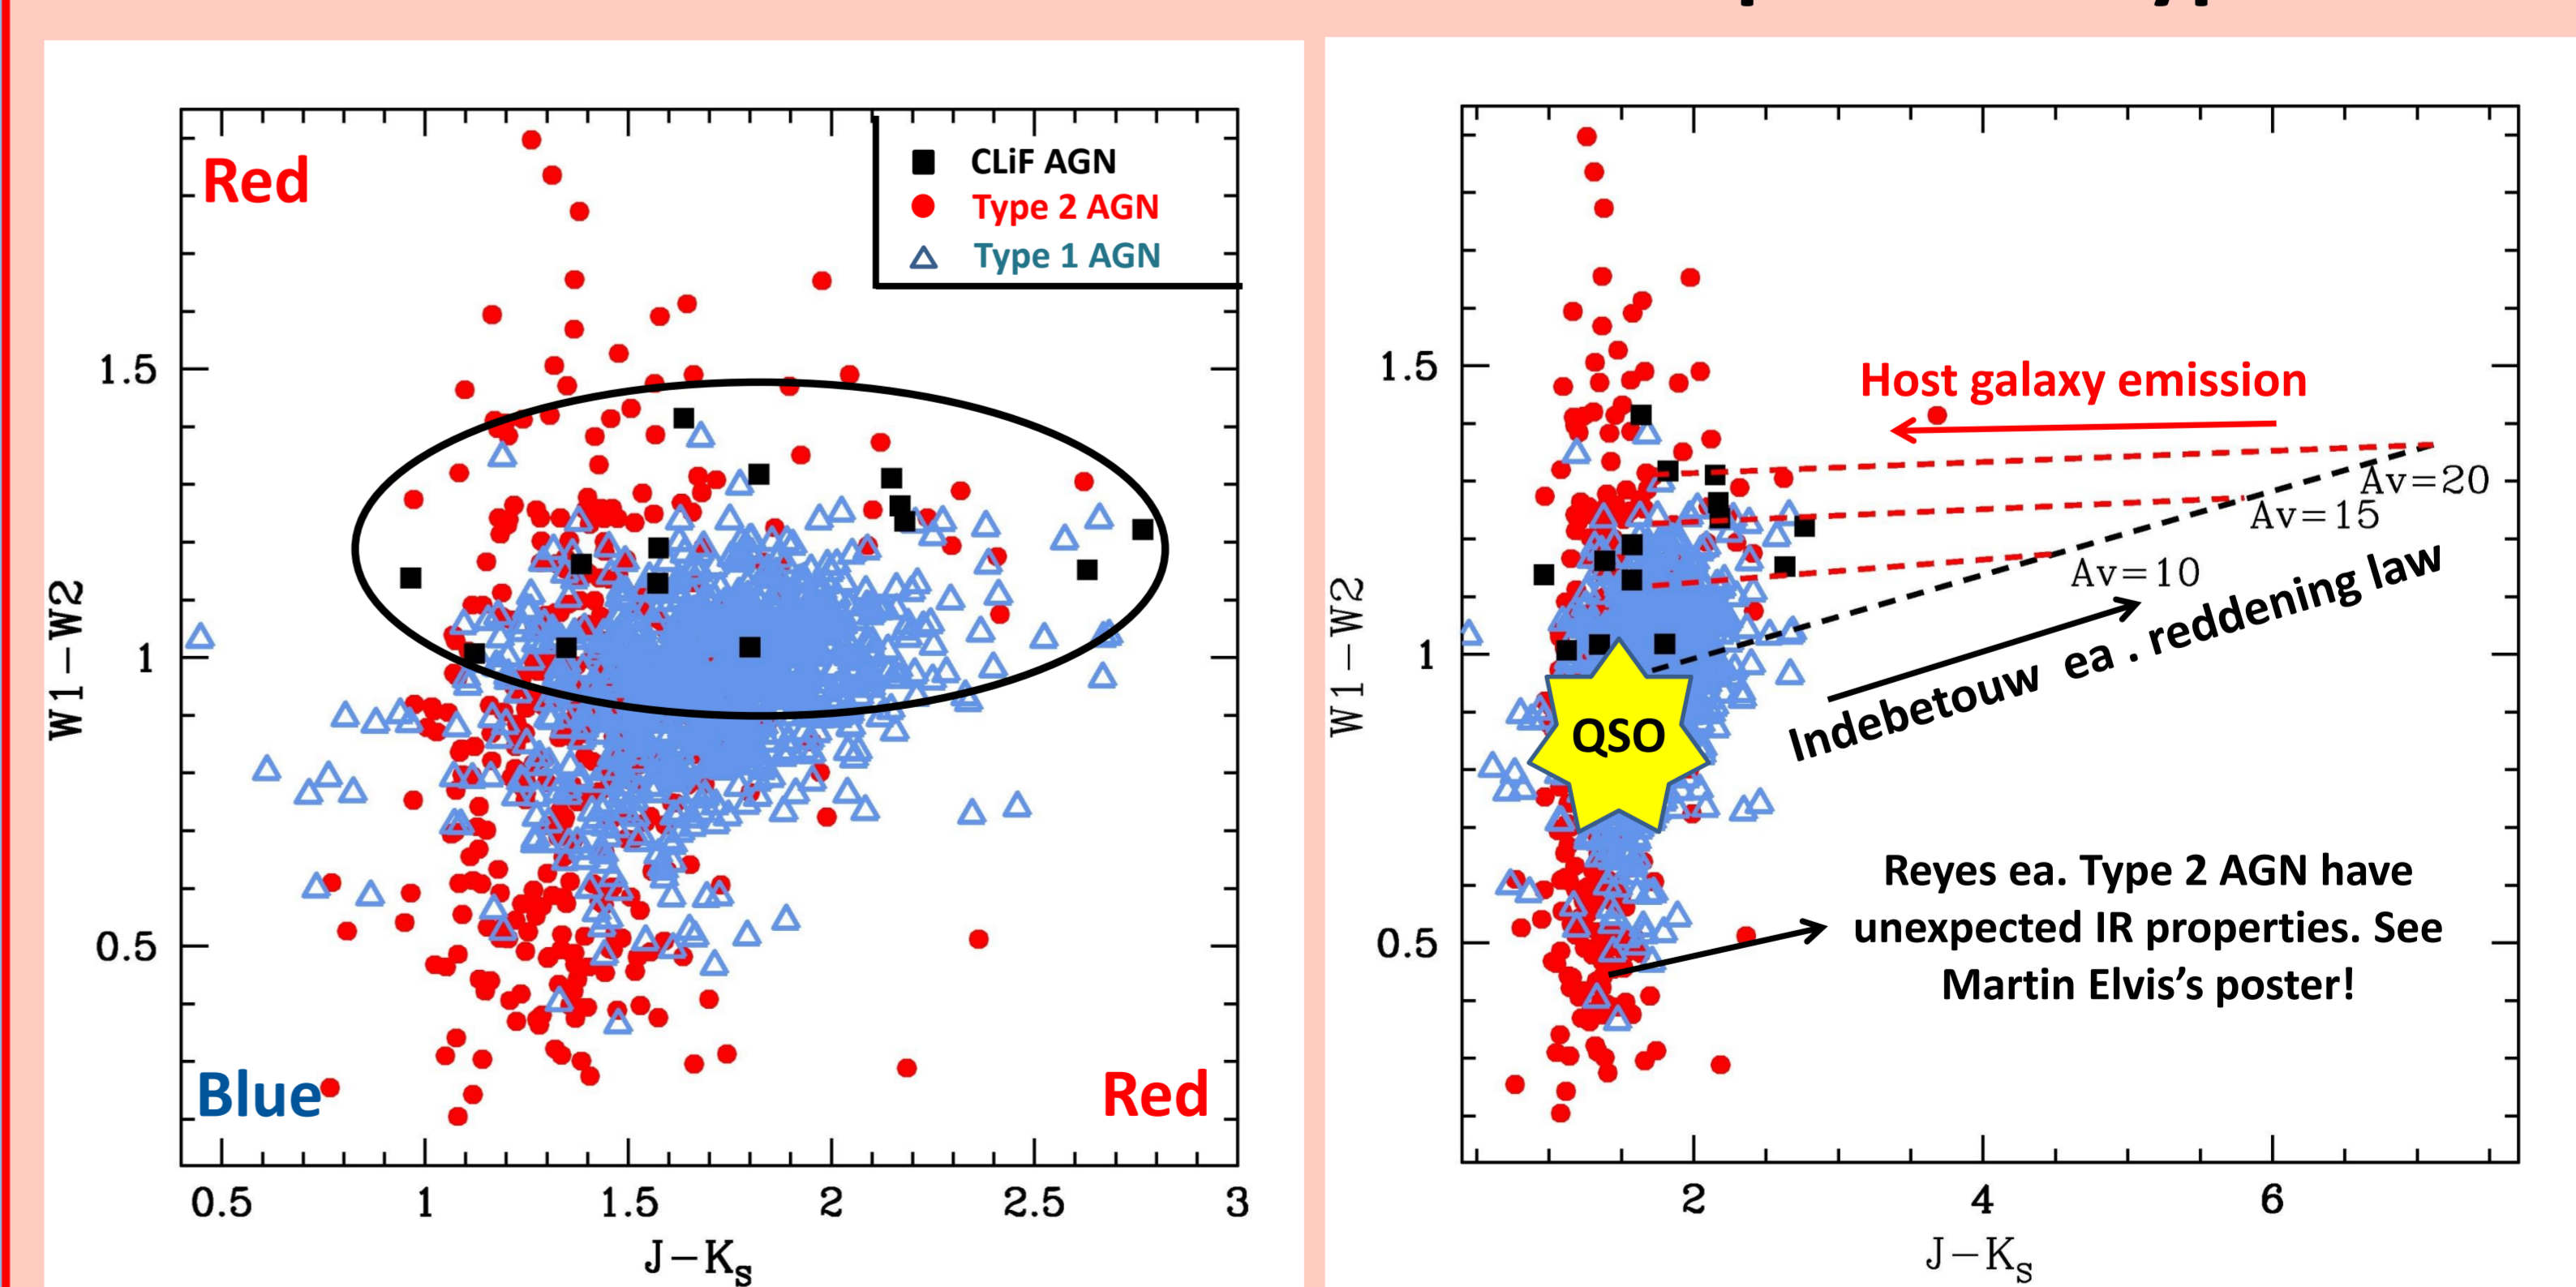 Red
CLiF AGN
Type 2 AGN
Type 1 AGN
1.5
1
0.5
W1-W2
Blue
Red
0.5 1 1.5 2 2.5 3
J-Ks
1.5
1
0.5
W1-W2
Host galaxy emission
Av=20
Av=15
Av=10
Indebetouw ea . reddening law
QSO
Reyes ea. Type 2 AGN have
unexpected IR properties. See
Martin Elvis’s poster!
2 4 6
J-Ks